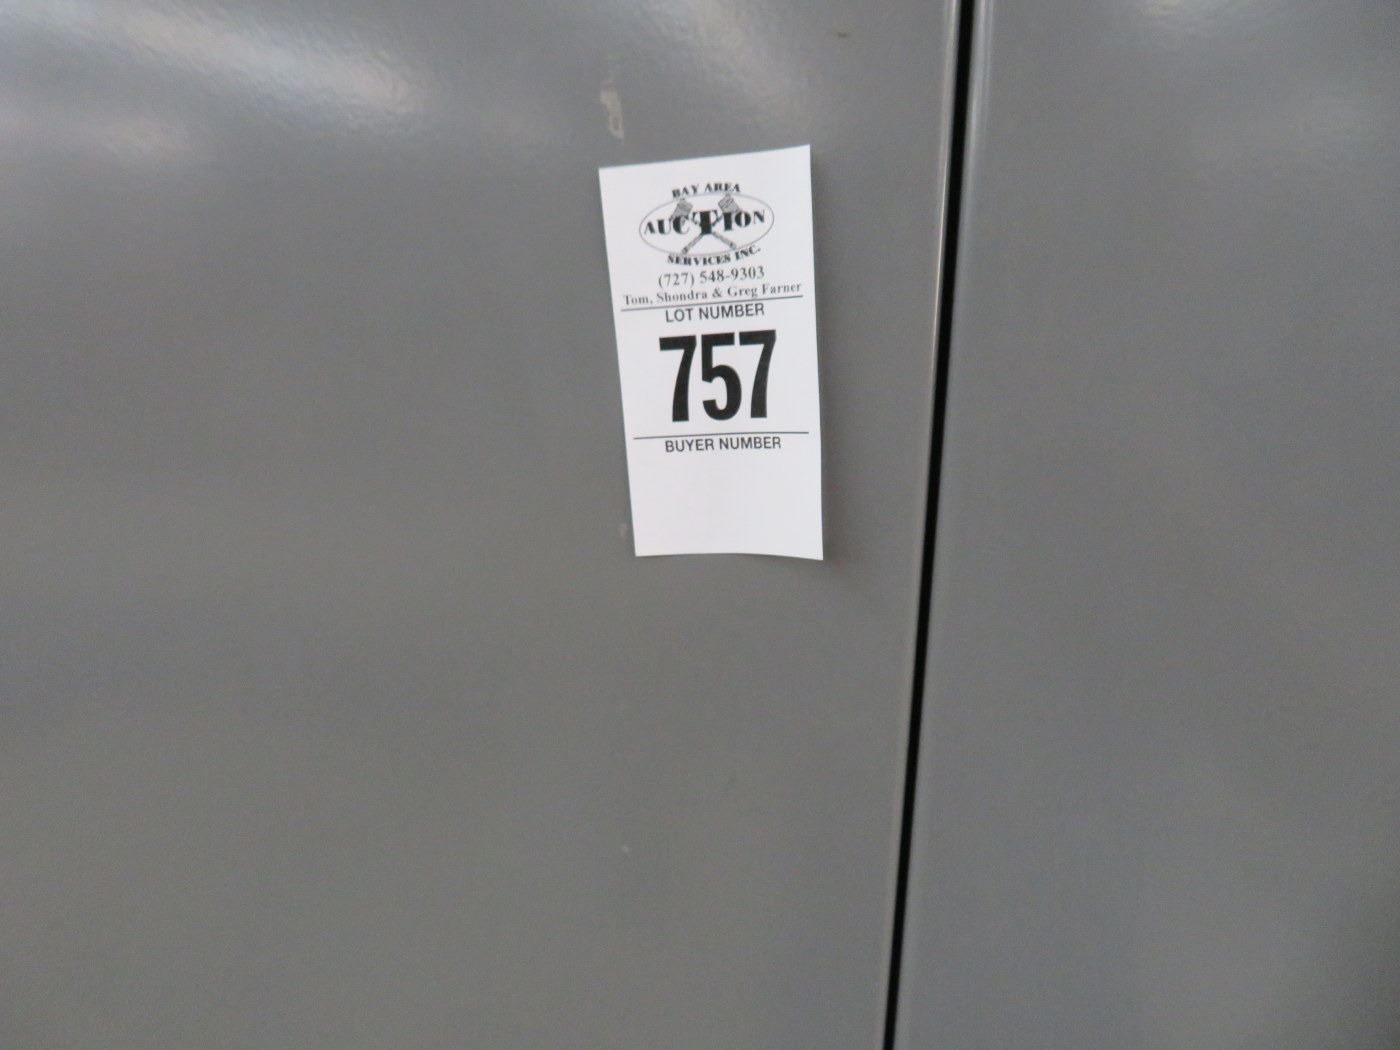 BAY AREA
AUCTION
SERVICES INC.
(727) 548-9303
Tom, Shondra & Greg Farner
LOT NUMBER
757
BUYER NUMBER